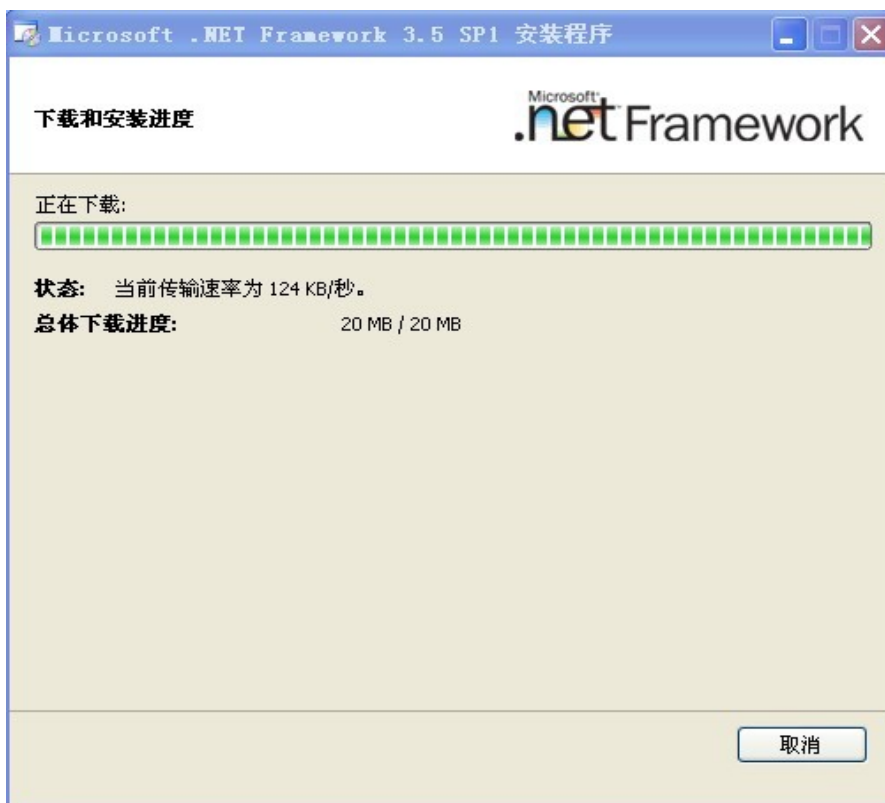 Microsoft .NET Framework 3.5 SP1 安装程序
下载和安装进度
Microsoft
.net Framework
正在下载:
状态: 当前传输速率为 124 KB/秒。
总体下载进度: 20 MB / 20 MB
取消